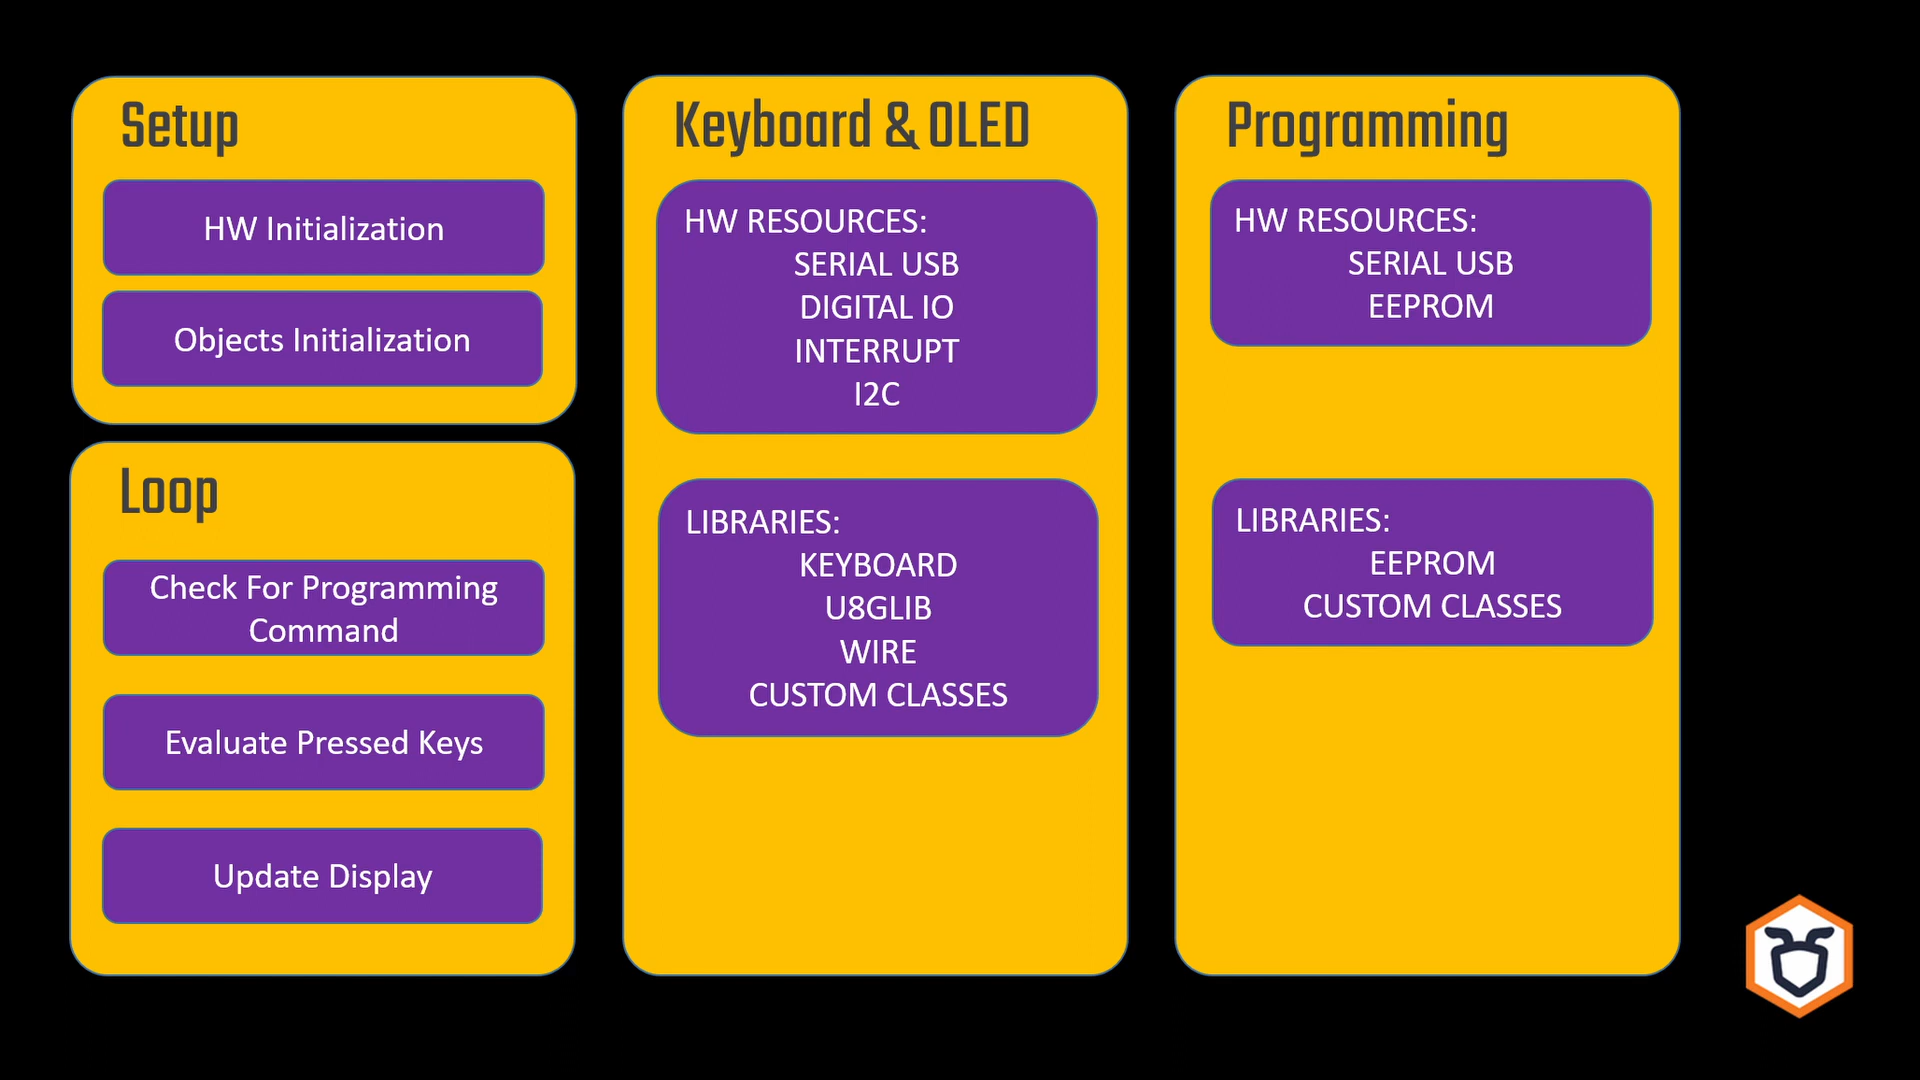 Setup
HW Initialization
Objects Initialization
Loop
Check For Programming
Command
Evaluate Pressed Keys
Update Display
Keyboard & OLED
HW RESOURCES:
SERIAL USB
DIGITAL IO
INTERRUPT
I2C
LIBRARIES:
KEYBOARD
U8GLIB
WIRE
CUSTOM CLASSES
Programming
HW RESOURCES:
SERIAL USB
EEPROM
LIBRARIES:
EEPROM
CUSTOM CLASSES